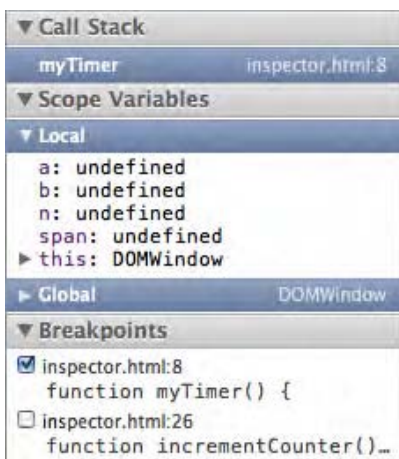 Call Stack
myTimer inspector.html:8
Scope Variables
Local
a: undefined
b: undefined
n: undefined
span: undefined
this: DOMWindow
Global DOMWindow
Breakpoints
inspector.html:8
function myTimer() {
inspector.html:26
function incrementCounter()…